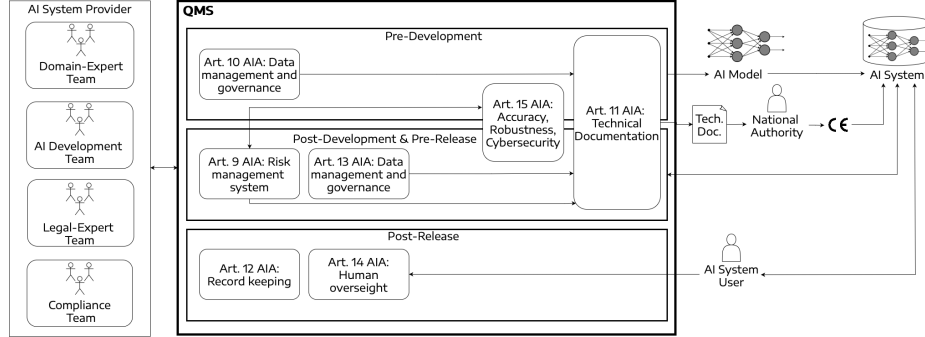 AI System Provider
Domain-Expert
Team
AI Development
Team
Legal-Expert
Team
Compliance
Team
QMS
Pre-Development
Art. 10 AIA: Data
management and
governance
Art. 15 AIA:
Accuracy,
Robustness,
Cybersecurity
Art. 11 AIA:
Technical
Documentation
Post-Development & Pre-Release
Art. 9 AIA: Risk
management
system
Art. 13 AIA: Data
management and
governance
Post-Release
Art. 12 AIA:
Record keeping
Art. 14 AIA:
Human
overseight
AI Model
AI System
Tech.
Doc.
National
Authority
CE
AI System
User